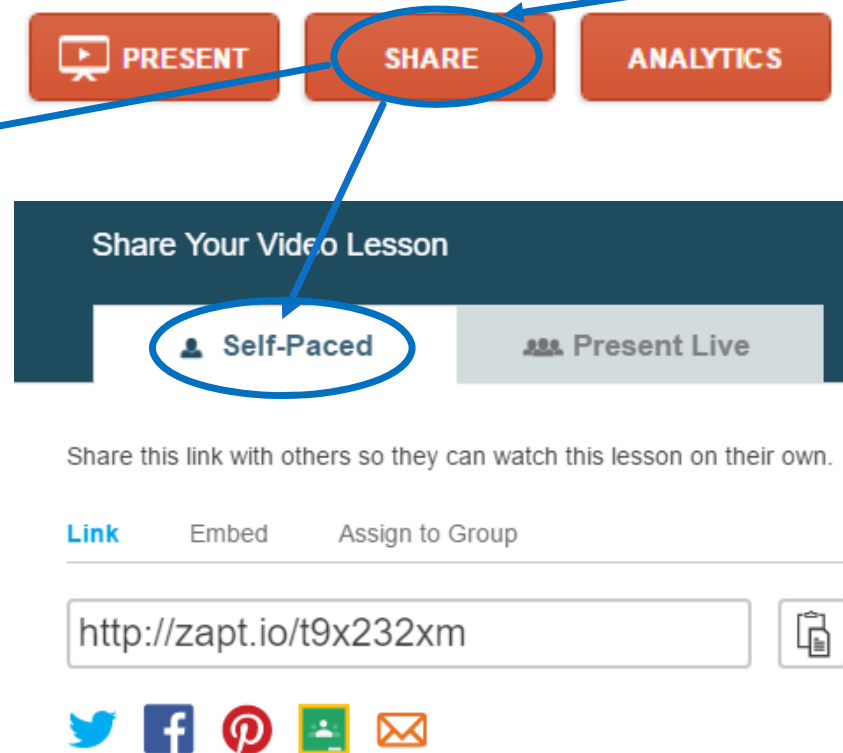 PRESENT SHARE ANALYTICS
Share Your Video Lesson
Self-Paced Present Live
Share this link with others so they can watch this lesson on their own.
Link Embed Assign to Group
http://zapt.io/t9x232xm